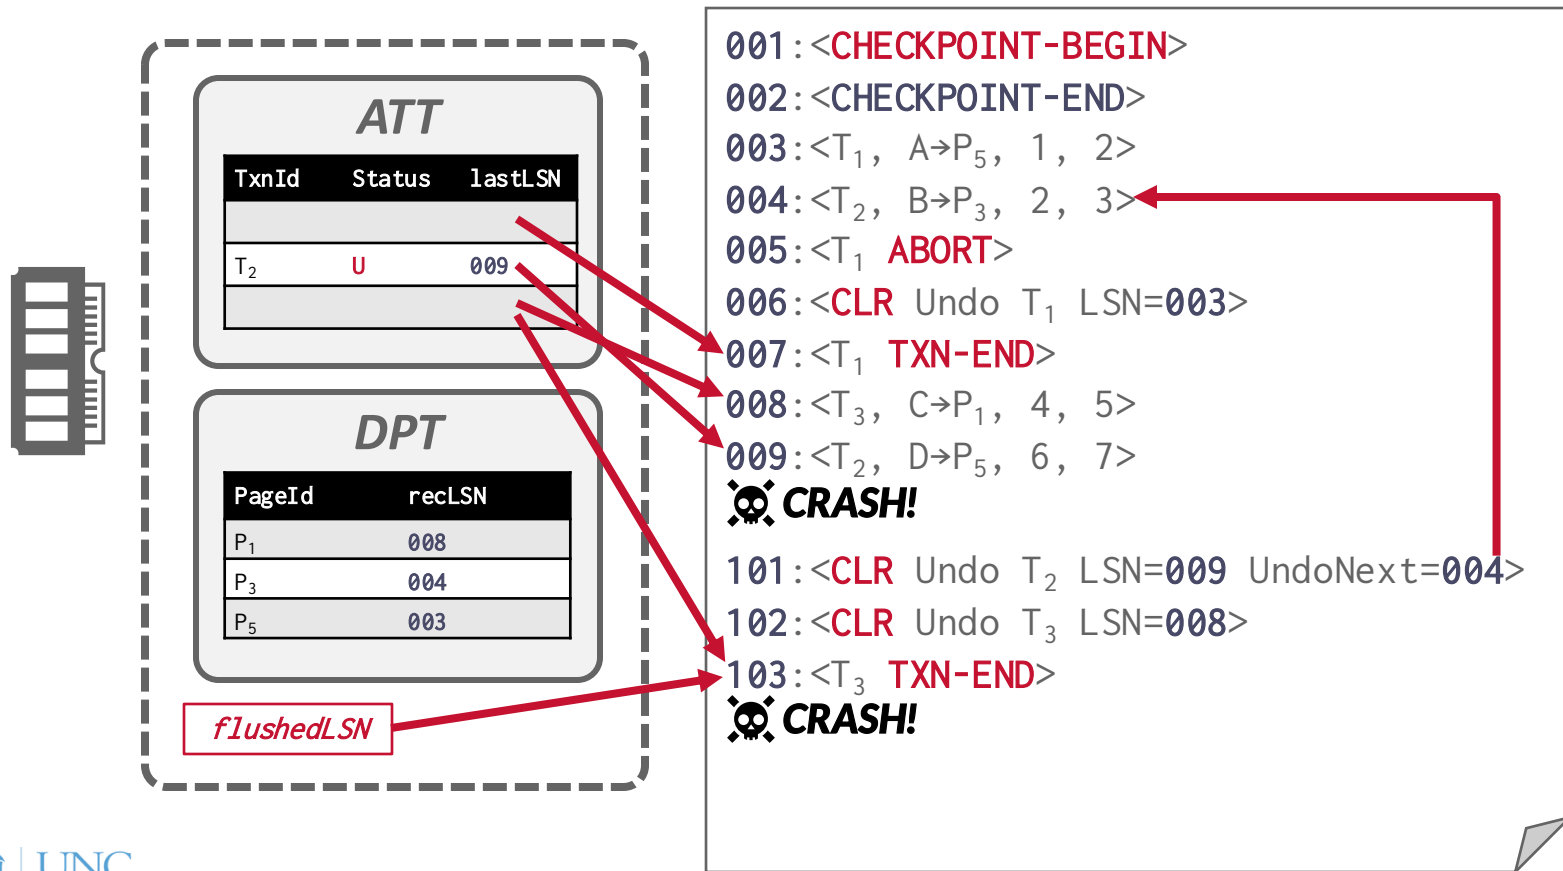 ATT
TxnId Status lastLSN
T₂ U 009
DPT
PageId recLSN
P₁ 008
P₃ 004
P₅ 003
flushedLSN
001:<CHECKPOINT-BEGIN>
002:<CHECKPOINT-END>
003:<T₁, A→P₅, 1, 2>
004:<T₂, B→P₃, 2, 3>
005:<T₁ ABORT>
006:<CLR Undo T₁ LSN=003>
007:<T₁ TXN-END>
008:<T₃, C→P₁, 4, 5>
009:<T₂, D→P₅, 6, 7>
CRASH!
101:<CLR Undo T₂ LSN=009 UndoNext=004>
102:<CLR Undo T₃ LSN=008>
103:<T₃ TXN-END>
CRASH!
UNC